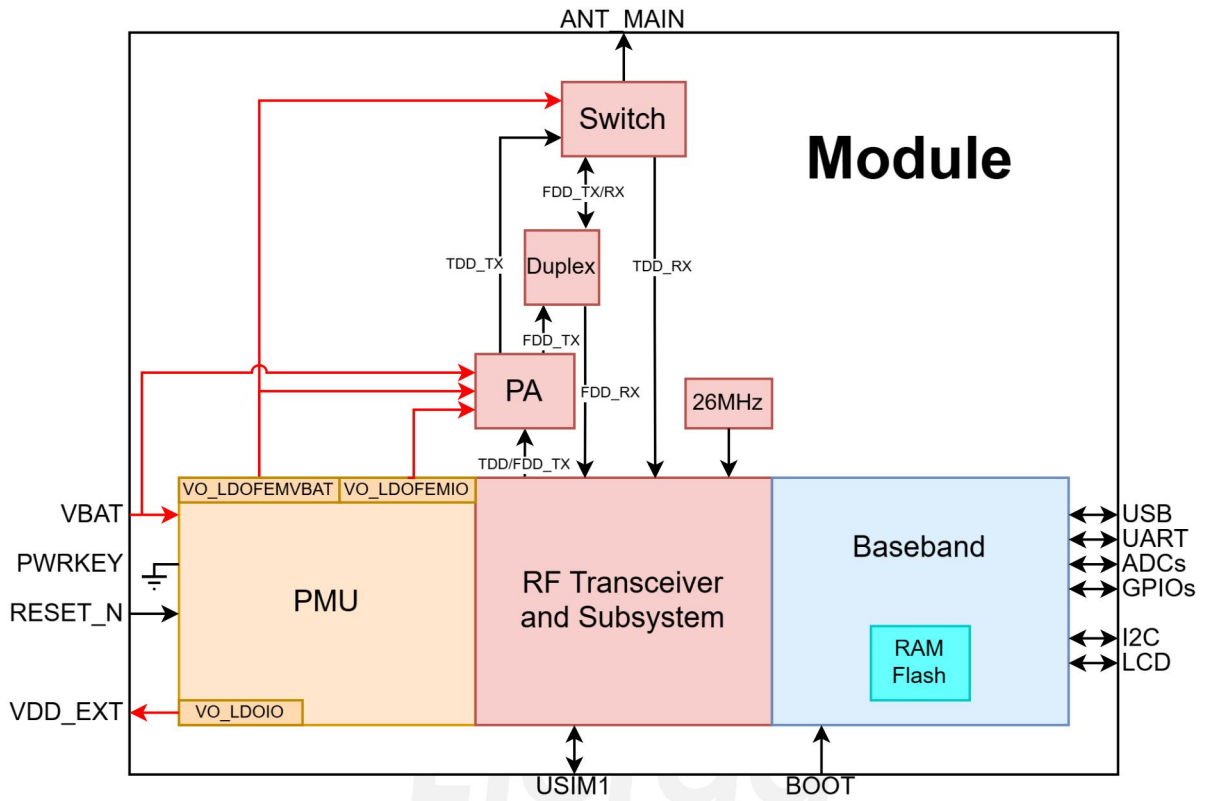 ANT_MAIN
Switch
Module
FDD_TX/RX
TDD_TX
Duplex
TDD_RX
FDD_TX
PA
FDD_RX
26MHz
TDD/FDD_TX
VO_LDOFEMVBAT
VO_LDOFEMIO
VBAT
USB
UART
PWRKEY
ADCs
Baseband
GPIOs
PMU
RF Transceiver
and Subsystem
RESET_N
I2C
RAM
Flash
LCD
VDD_EXT
VO_LDOIO
USIM1
BOOT